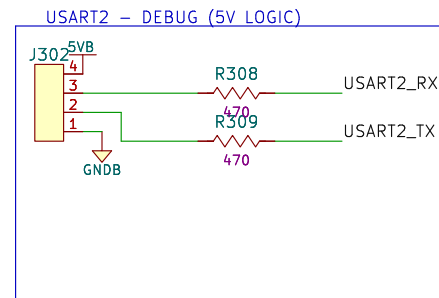 USART2 - DEBUG (5V LOGIC)
J302
5VB
4
3
2
1
GNDB
R308
470
USART2_RX
R309
470
USART2_TX